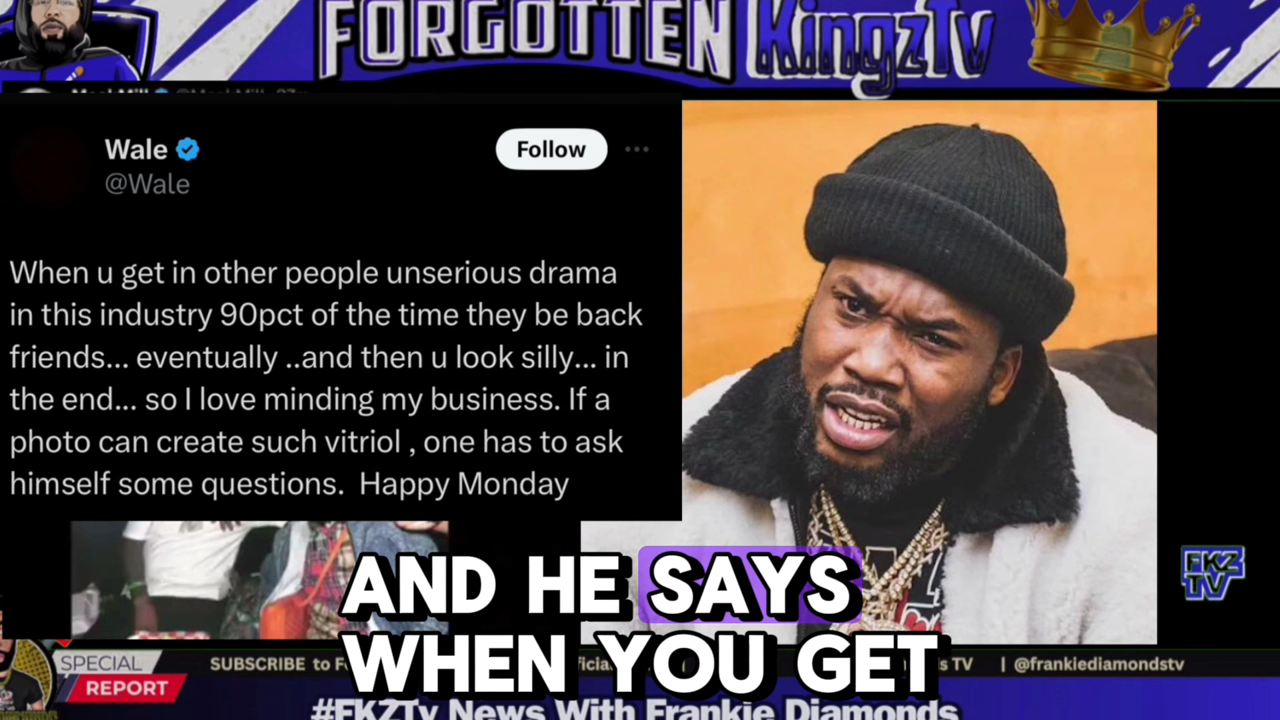 FORGOTTEN KingzTv
Wale
@Wale
Follow
When u get in other people unserious drama
in this industry 90pct of the time they be back
friends... eventually ..and then u look silly... in
the end... so I love minding my business. If a
photo can create such vitriol , one has to ask
himself some questions. Happy Monday
AND HE SAYS
WHEN YOU GET
FKZ
TV
SPECIAL
REPORT
SUBSCRIBE to
TV | @frankiediamondstv
#FKZTv News With Frankie Diamonds